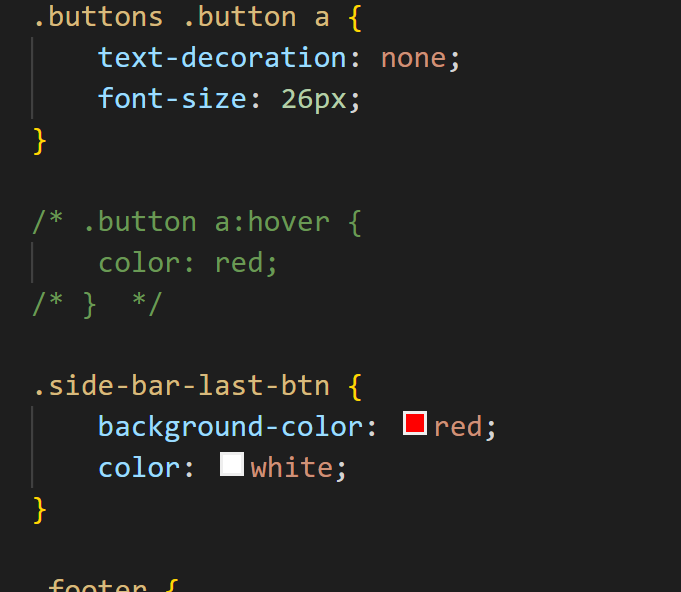 .buttons .button a {
    text-decoration: none;
    font-size: 26px;
}
/* .button a:hover {
    color: red;
/* }  */
.side-bar-last-btn {
    background-color: red;
    color: white;
}
footer {